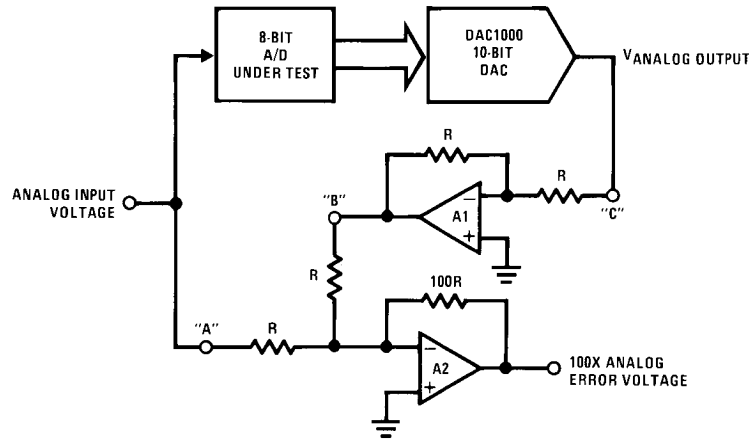 8-BIT
A/D
UNDER TEST
DAC1000
10-BIT
DAC
VANALOG OUTPUT
R
R
ANALOG INPUT
VOLTAGE
"B"
−
A1
+
"C"
R
100R
"A"
R
−
A2
+
100X ANALOG
ERROR VOLTAGE